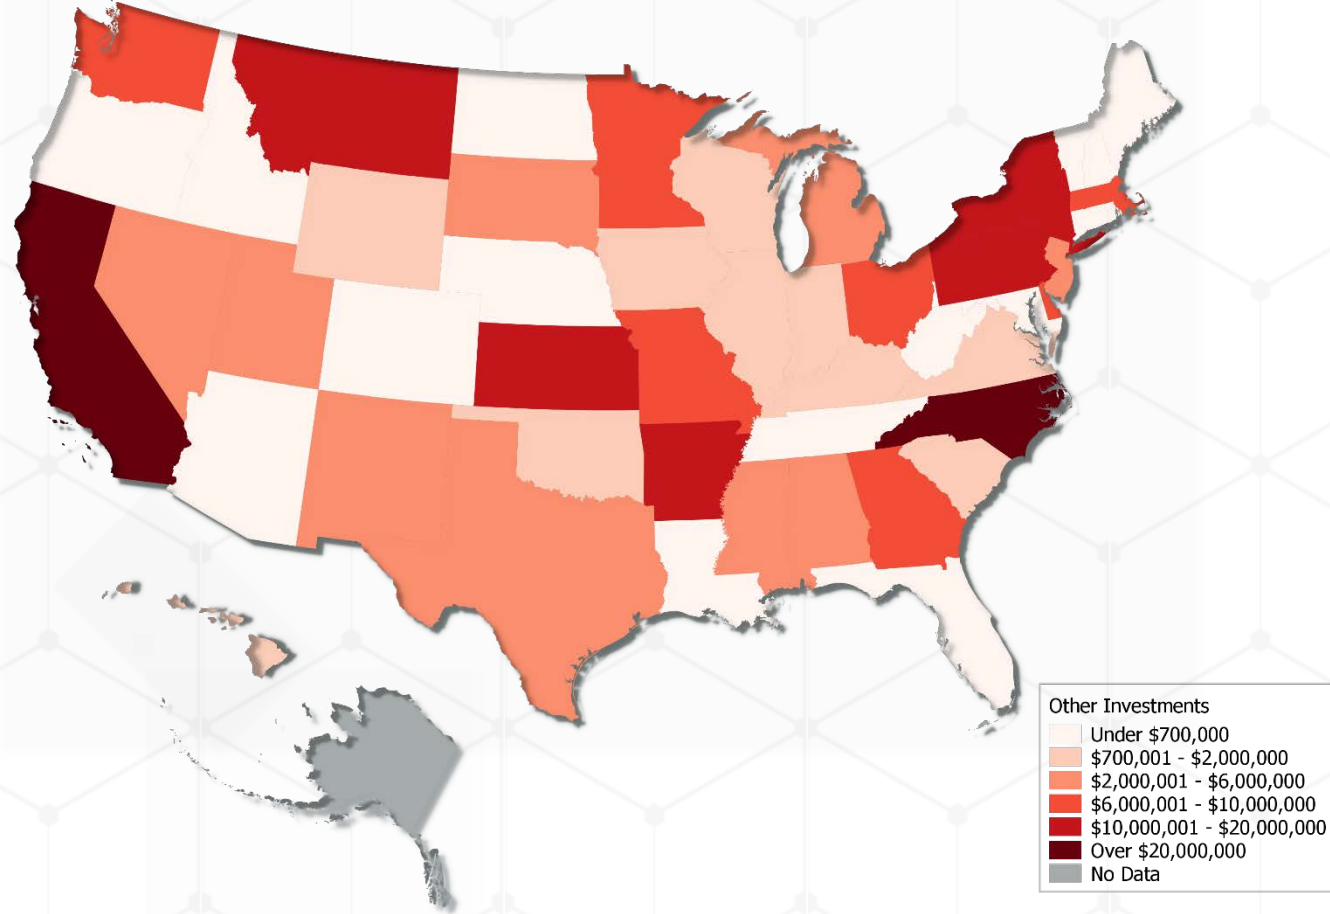 Other Investments
Under $700,000
$700,001 - $2,000,000
$2,000,001 - $6,000,000
$6,000,001 - $10,000,000
$10,000,001 - $20,000,000
Over $20,000,000
No Data